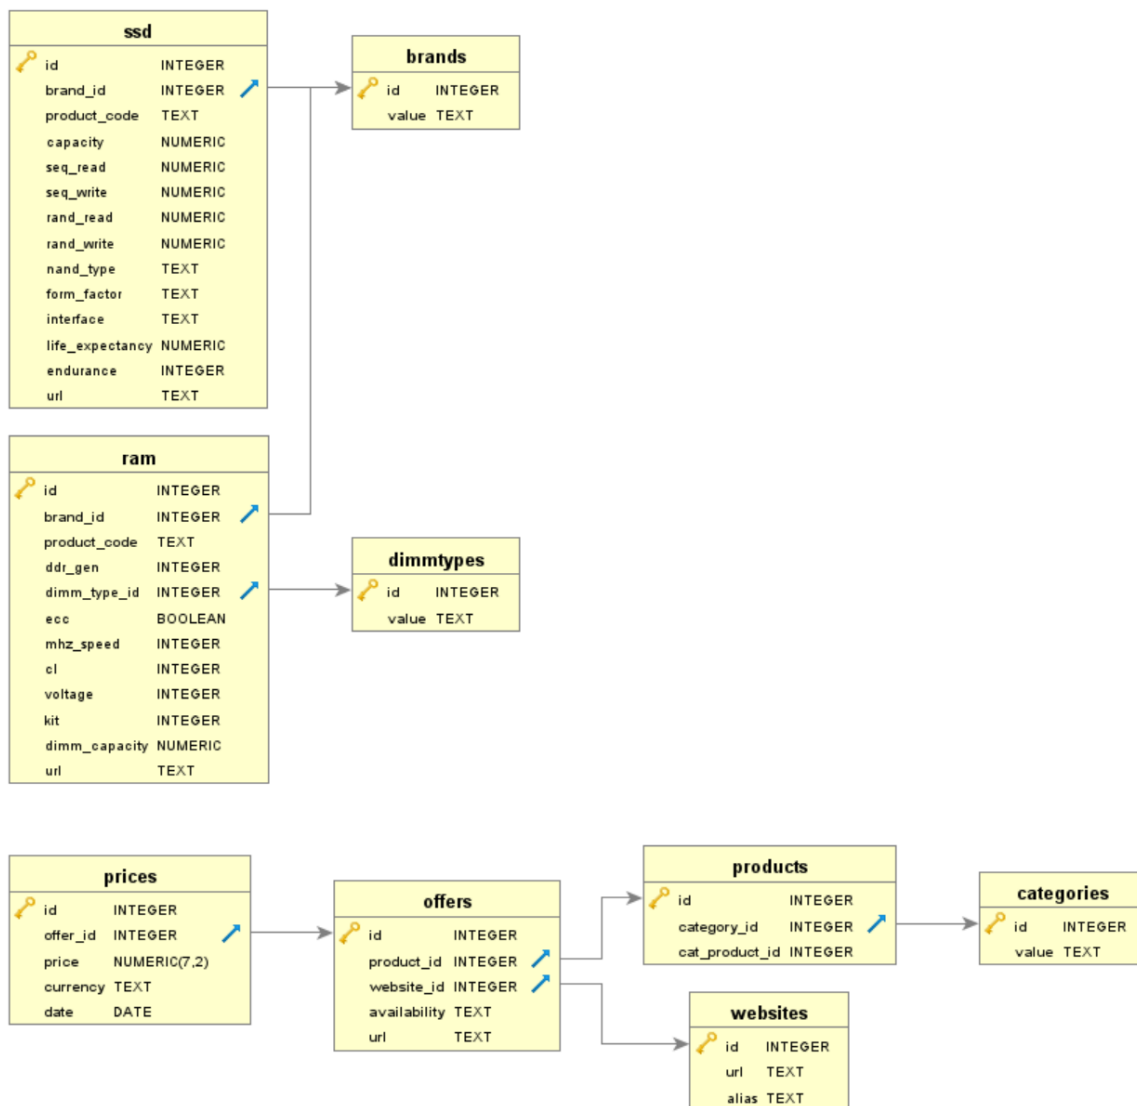 ssd
id INTEGER
brand_id INTEGER
product_code TEXT
capacity NUMERIC
seq_read NUMERIC
seq_write NUMERIC
rand_read NUMERIC
rand_write NUMERIC
nand_type TEXT
form_factor TEXT
interface TEXT
life_expectancy NUMERIC
endurance INTEGER
url TEXT
brands
id INTEGER
value TEXT
ram
id INTEGER
brand_id INTEGER
product_code TEXT
ddr_gen INTEGER
dimm_type_id INTEGER
ecc BOOLEAN
mhz_speed INTEGER
cl INTEGER
voltage INTEGER
kit INTEGER
dimm_capacity NUMERIC
url TEXT
dimmtypes
id INTEGER
value TEXT
prices
id INTEGER
offer_id INTEGER
price NUMERIC(7,2)
currency TEXT
date DATE
offers
id INTEGER
product_id INTEGER
website_id INTEGER
availability TEXT
url TEXT
products
id INTEGER
category_id INTEGER
cat_product_id INTEGER
categories
id INTEGER
value TEXT
websites
id INTEGER
url TEXT
alias TEXT